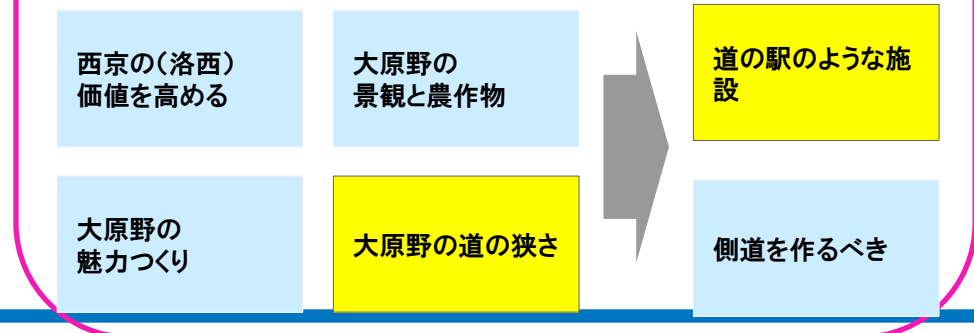 西京の（洛西）
価値を高める
大原野の
景観と農作物
道の駅のような施
設
大原野の
魅力つくり
大原野の道の狭さ
側道を作るべき